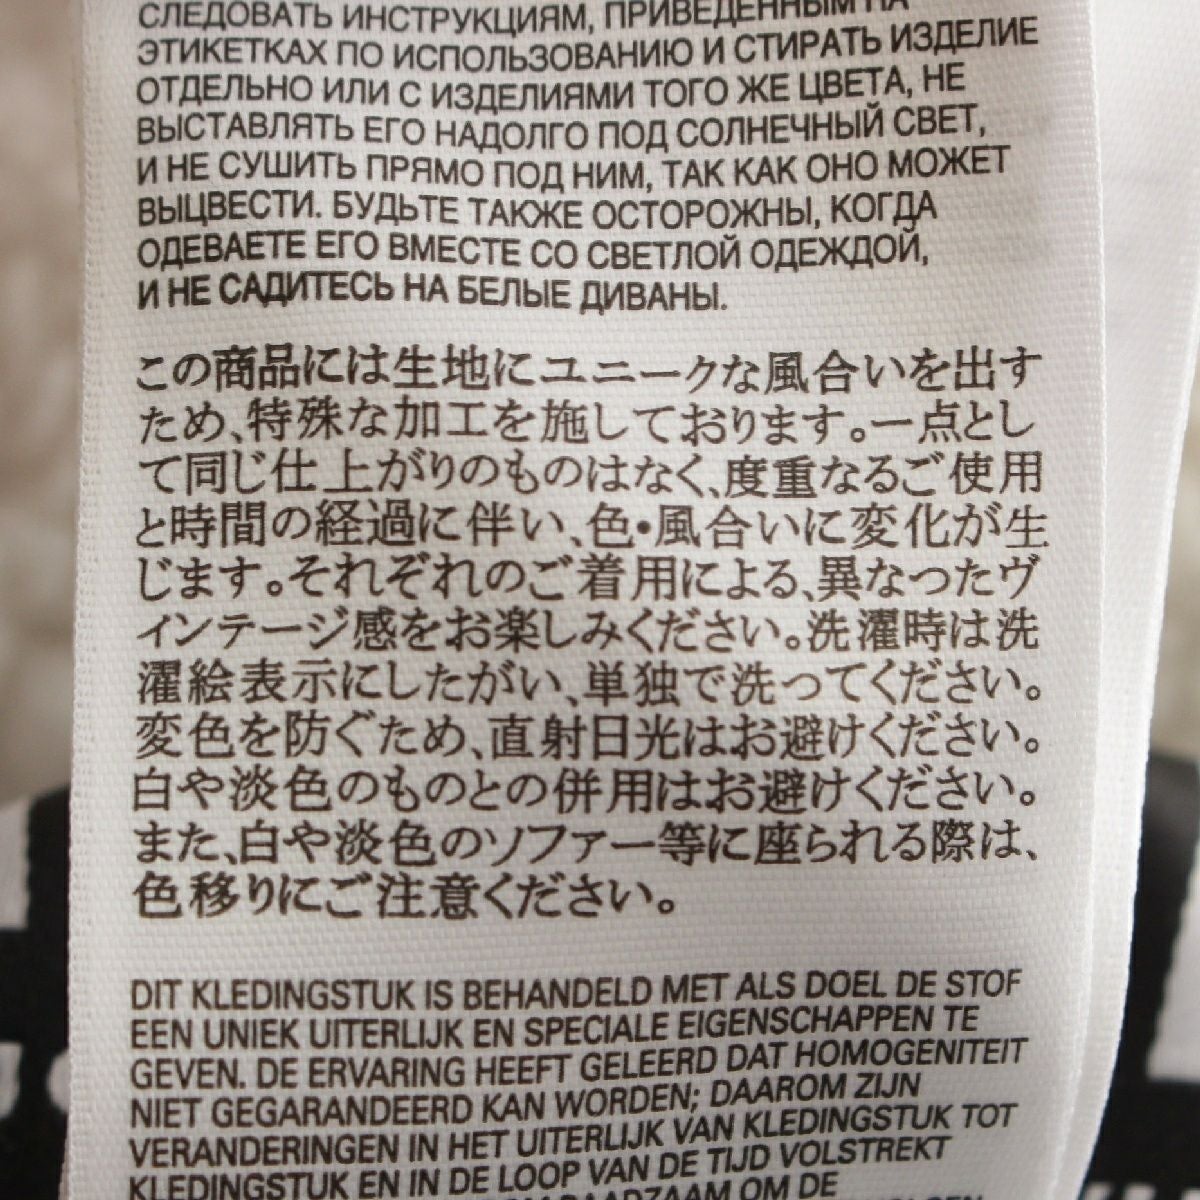 СЛЕДОВАТЬ ИНСТРУКЦИЯМ, ПРИВЕДЕННЫМ НА
ЭТИКЕТКАХ ПО ИСПОЛЬЗОВАНИЮ И СТИРАТЬ ИЗДЕЛИЕ
ОТДЕЛЬНО ИЛИ С ИЗДЕЛИЯМИ ТОГО ЖЕ ЦВЕТА, НЕ
ВЫСТАВЛЯТЬ ЕГО НАДОЛГО ПОД СОЛНЕЧНЫЙ СВЕТ,
И НЕ СУШИТЬ ПРЯМО ПОД НИМ, ТАК КАК ОНО МОЖЕТ
ВЫЦВЕСТИ. БУДЬТЕ ТАКЖЕ ОСТОРОЖНЫ, КОГДА
ОДЕВАЕТЕ ЕГО ВМЕСТЕ СО СВЕТЛОЙ ОДЕЖДОЙ,
И НЕ САДИТЕСЬ НА БЕЛЫЕ ДИВАНЫ.
この商品には生地にユニークな風合いを出す
ため、特殊な加工を施しております。一点とし
て同じ仕上がりのものはなく、度重なるご使用
と時間の経過に伴い、色•風合いに変化が生
じます。それぞれのご着用による、異なったヴ
ィンテージ感をお楽しみください。洗濯時は洗
濯絵表示にしたがい、単独で洗ってください。
変色を防ぐため、直射日光はお避けください。
白や淡色のものとの併用はお避けください。
また、白や淡色のソファー等に座られる際は、
色移りにご注意ください。
DIT KLEDINGSTUK IS BEHANDELD MET ALS DOEL DE STOF
EEN UNIEK UITERLIJK EN SPECIALE EIGENSCHAPPEN TE
GEVEN. DE ERVARING HEEFT GELEERD DAT HOMOGENITEIT
NIET GEGARANDEERD KAN WORDEN; DAAROM ZIJN
VERANDERINGEN IN HET UITERLIJK VAN KLEDINGSTUK TOT
KLEDINGSTUK EN IN DE LOOP VAN DE TIJD VOLSTREKT
RAADZAAM OM DE